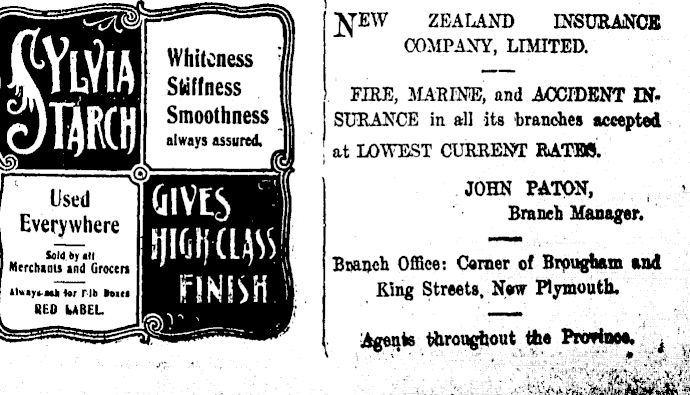 SYLVIA
STARCH
Whiteness
Stiffness
Smoothness
always assured.
Used
Everywhere
Sold by all
Merchants and Grocers
Always ask for 1-lb Boxes
RED LABEL.
GIVES
HIGH-CLASS
FINISH
NEW ZEALAND INSURANCE
COMPANY, LIMITED.
FIRE, MARINE, and ACCIDENT IN-
SURANCE in all its branches accepted
at LOWEST CURRENT RATES.
JOHN PATON,
Branch Manager.
Branch Office: Corner of Brougham and
King Streets, New Plymouth.
Agents throughout the Province.